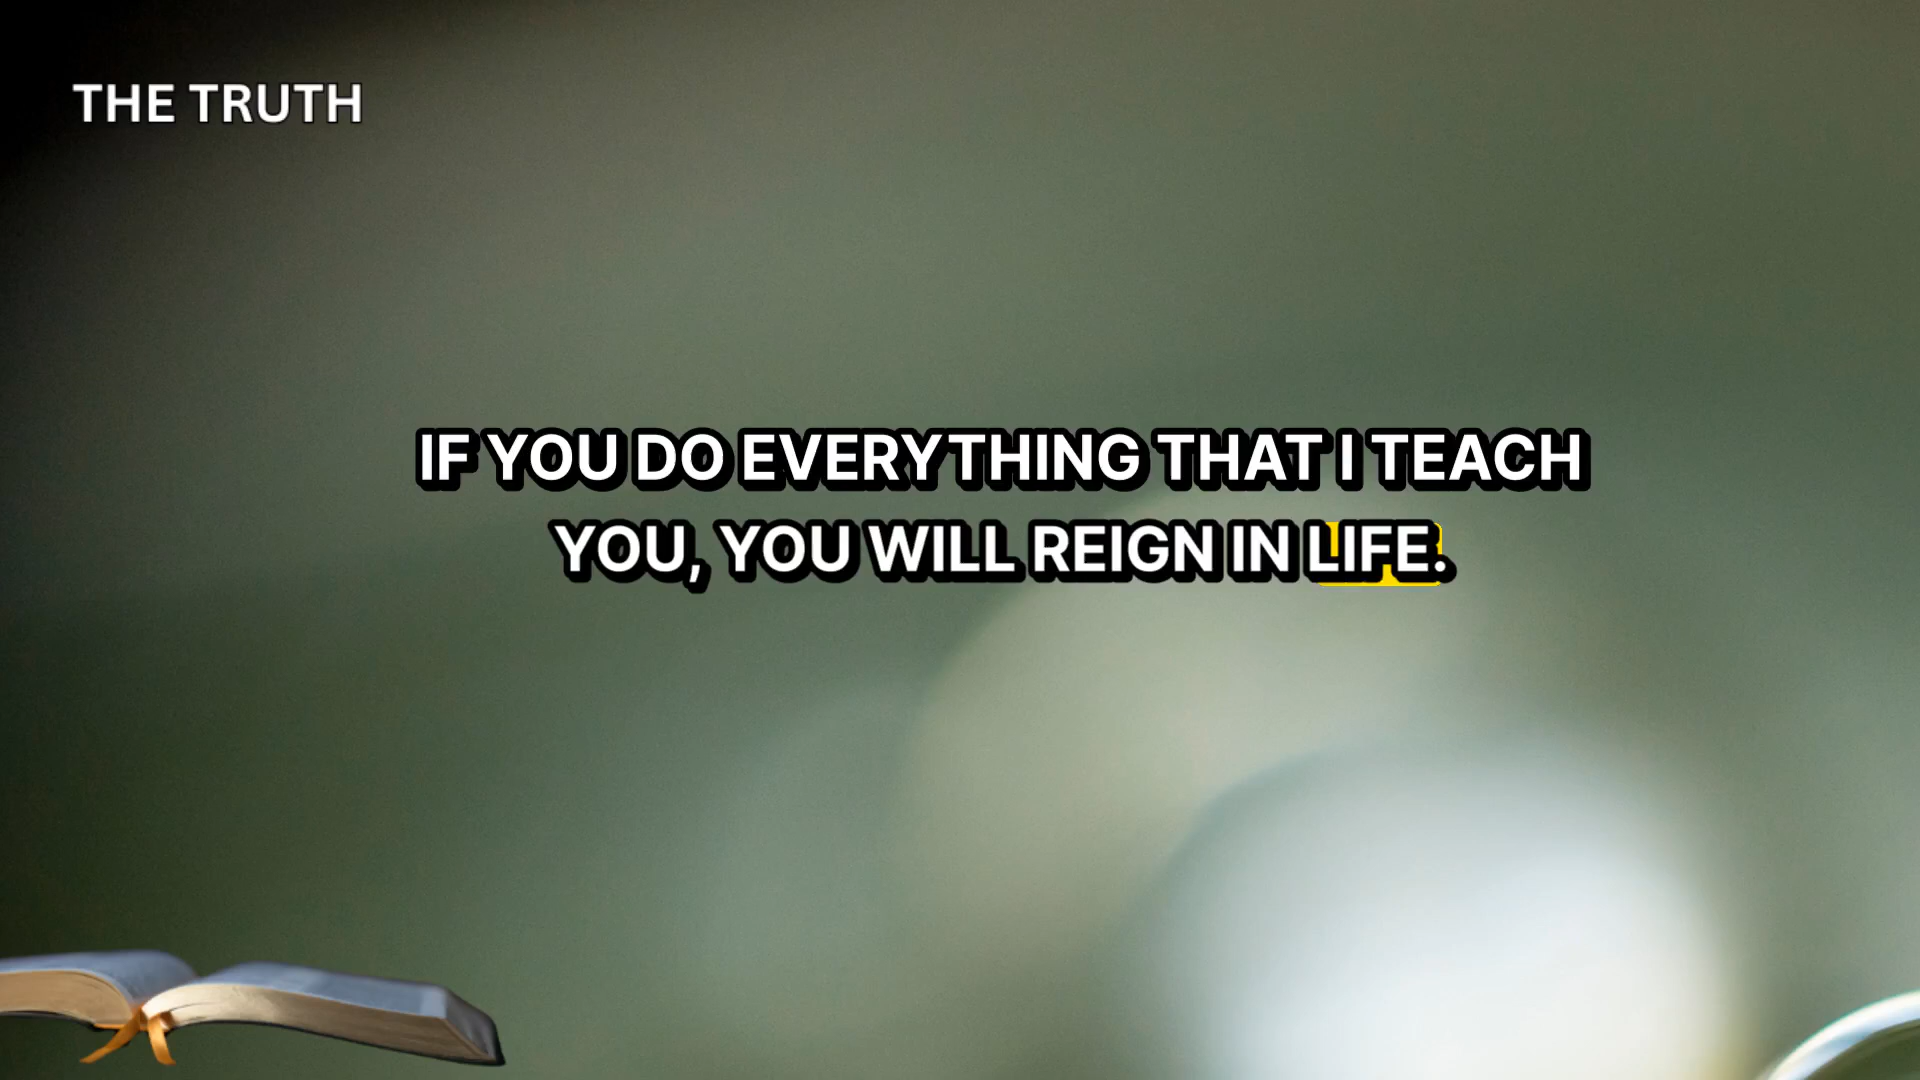 THE TRUTH
IF YOU DO EVERYTHING THAT I TEACH
YOU, YOU WILL REIGN IN LIFE.